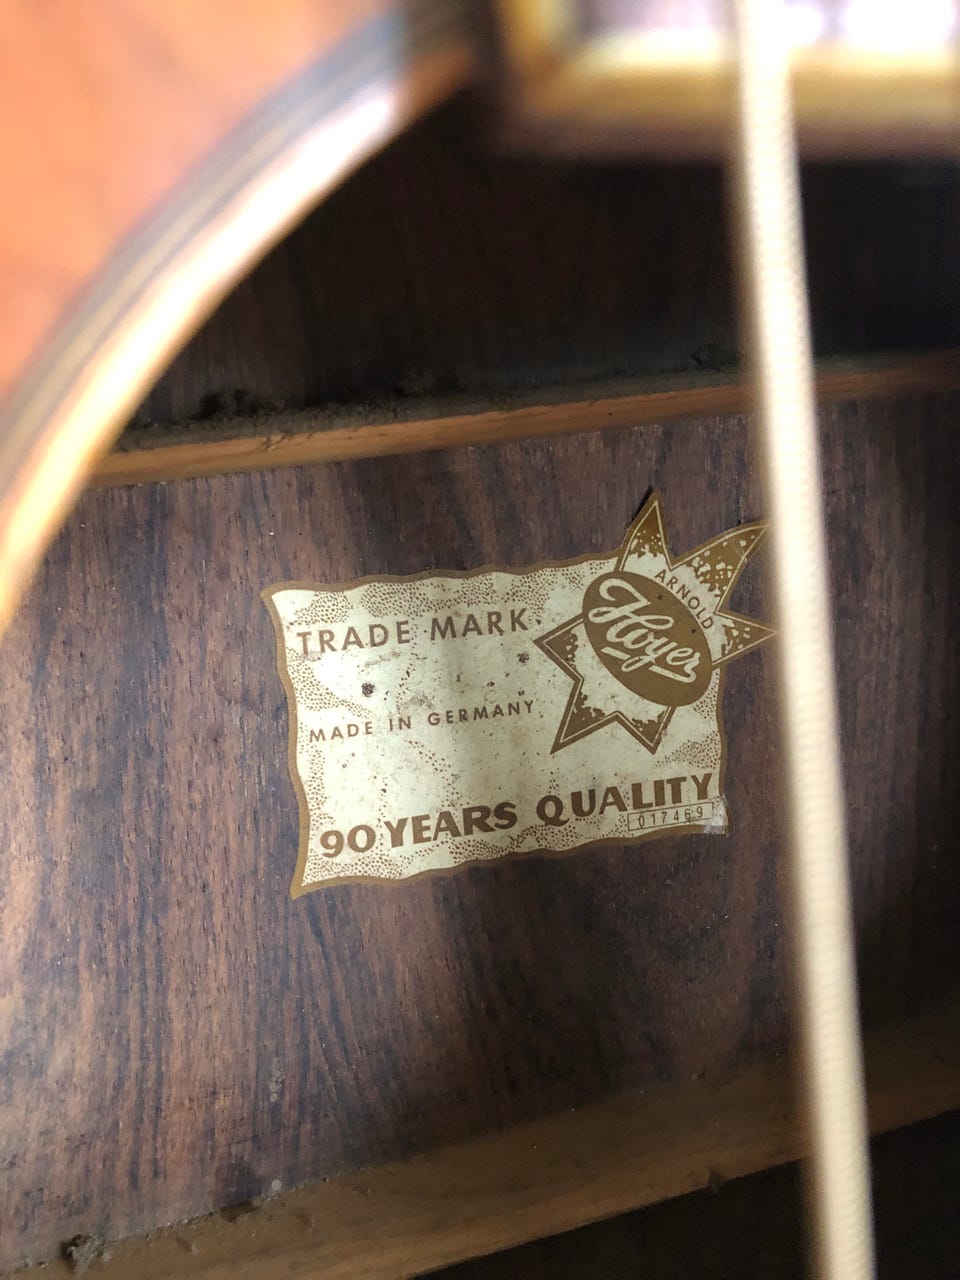 TRADE MARK
ARNOLD
Hoyer
MADE IN GERMANY
90 YEARS QUALITY
017469